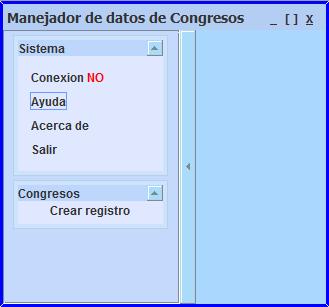 Manejador de datos de Congresos _ [ ] X
Sistema
Conexion NO
Ayuda
Acerca de
Salir
Congresos
Crear registro